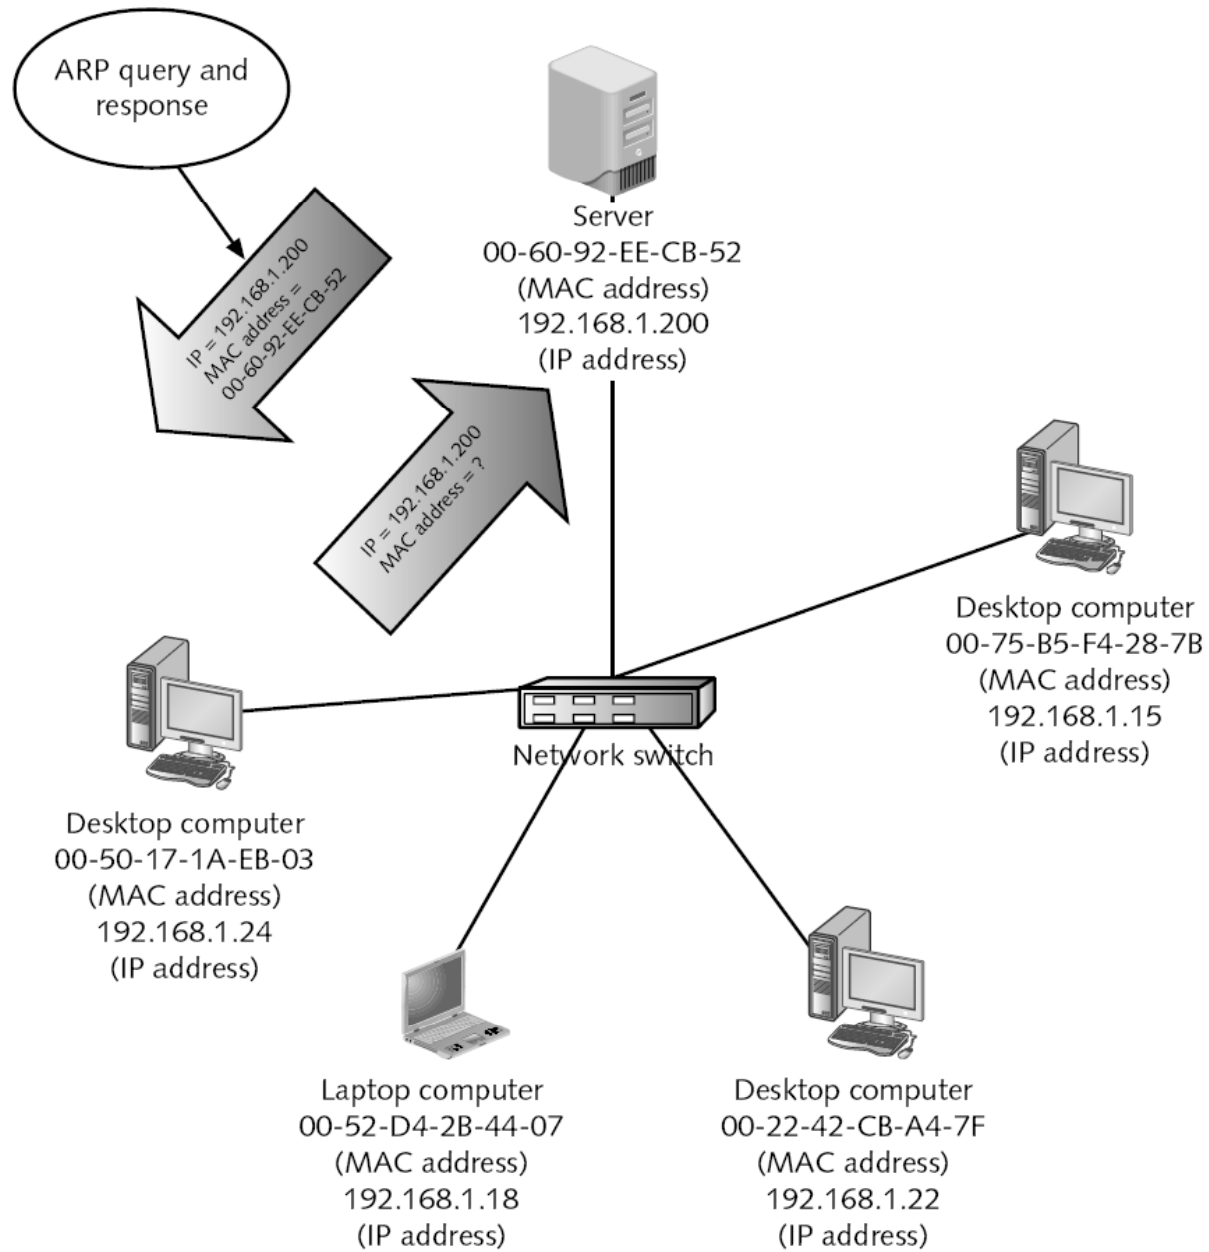 ARP query and
response
IP = 192.168.1.200
MAC address =
00-60-92-EE-CB-52
IP = 192.168.1.200
MAC address = ?
Server
00-60-92-EE-CB-52
(MAC address)
192.168.1.200
(IP address)
Desktop computer
00-75-B5-F4-28-7B
(MAC address)
192.168.1.15
(IP address)
Network switch
Desktop computer
00-50-17-1A-EB-03
(MAC address)
192.168.1.24
(IP address)
Laptop computer
00-52-D4-2B-44-07
(MAC address)
192.168.1.18
(IP address)
Desktop computer
00-22-42-CB-A4-7F
(MAC address)
192.168.1.22
(IP address)